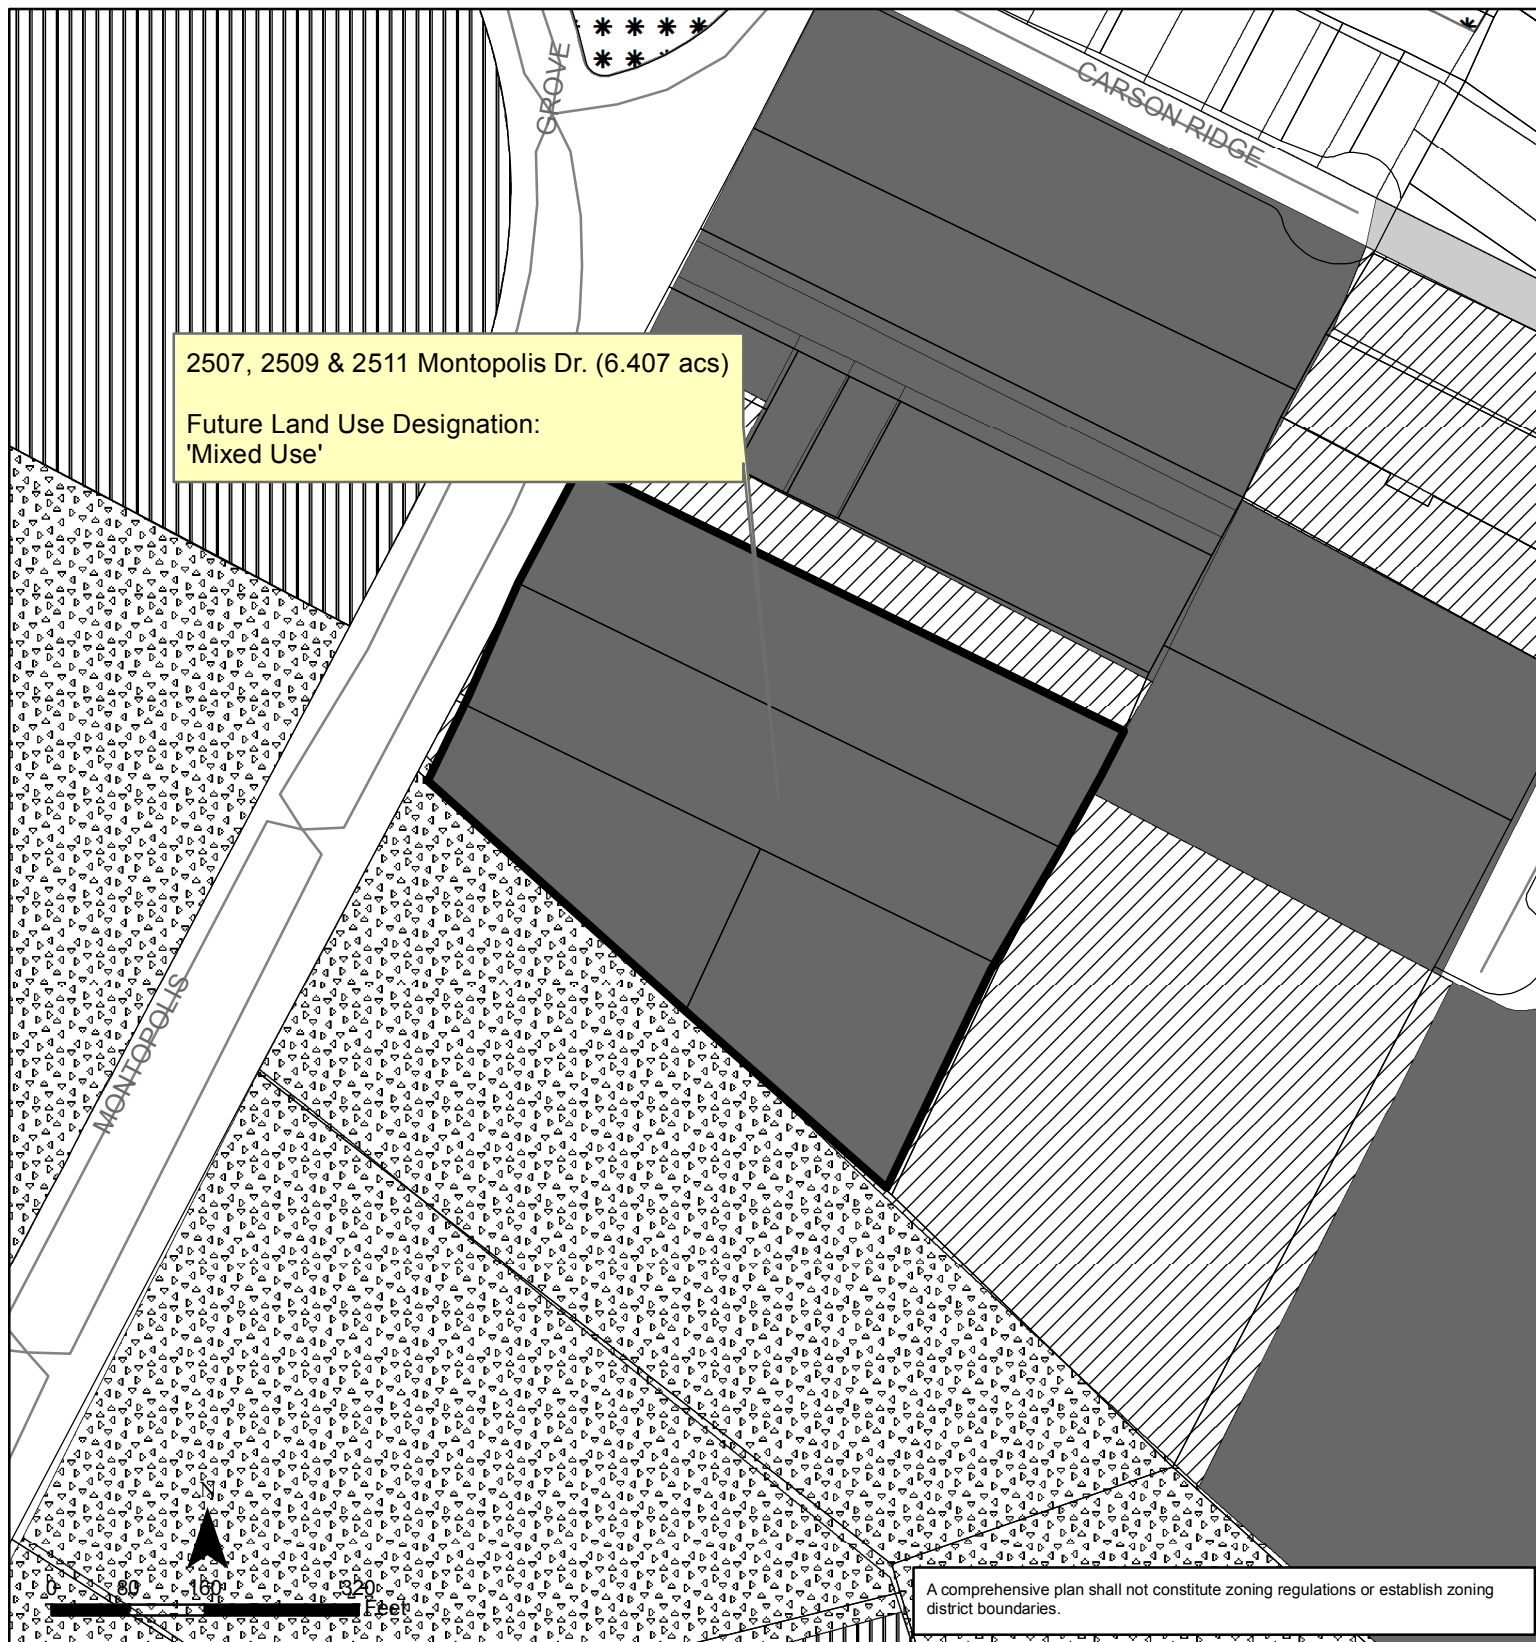 GROVE
CARSON RIDGE
2507, 2509 & 2511 Montopolis Dr. (6.407 acs)
Future Land Use Designation:
'Mixed Use'
MONTOPOLIS
N
0 80 160 320
Feet
A comprehensive plan shall not constitute zoning regulations or establish zoning
district boundaries.